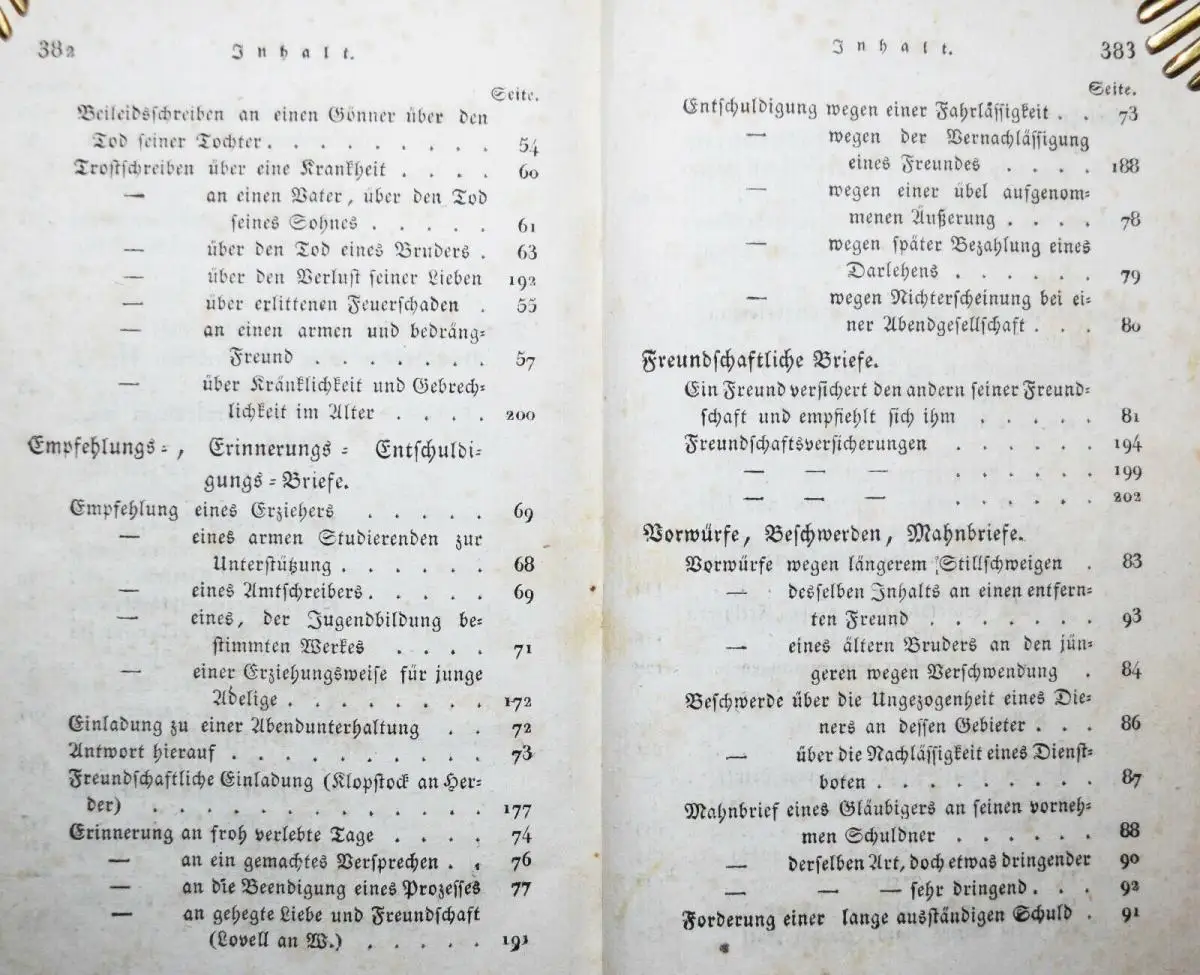 382 Inhalt.
Seite.
Beileidsschreiben an einen Gönner über den
Tod seiner Tochter. . . . . . . . . 54
Trostschreiben über eine Krankheit . . . . 60
— an einen Vater, über den Tod
seines Sohnes . . . . . 61
— über den Tod eines Bruders . 63
— über den Verlust seiner Lieben 192
— über erlittenen Feuerschaden . 55
— an einen armen und bedräng=
Freund . . . . . . . 57
— über Kränklichkeit und Gebrech=
lichkeit im Alter . . . . 200
Empfehlungs=, Erinnerungs= Entschuldi=
gungs=Briefe.
Empfehlung eines Erziehers . . . . . 69
— eines armen Studierenden zur
Unterstützung . . . . . . 68
— eines Amtschreibers . . . . . 69
— eines, der Jugendbildung be=
stimmten Werkes . . . . 71
— einer Erziehungsweise für junge
Adelige . . . . . . . . 172
Einladung zu einer Abendunterhaltung . . 72
Antwort hierauf . . . . . . . . . . 73
Freundschaftliche Einladung (Klopstock an Her=
der) . . . . . . . . . . . . 177
Erinnerung an froh verlebte Tage . . . . 74
— an ein gemachtes Versprechen . . 76
— an die Beendigung eines Prozesses 77
— an gehegte Liebe und Freundschaft
(Lovell an W.) . . . . . 191
Inhalt. 383
Seite.
Entschuldigung wegen einer Fahrlässigkeit . . 73
— wegen der Vernachlässigung
eines Freundes . . . . 188
— wegen einer übel aufgenom=
menen Äußerung . . . . 78
— wegen später Bezahlung eines
Darlehens . . . . . . 79
— wegen Nichterscheinung bei ei=
ner Abendgesellschaft . . . 80
Freundschaftliche Briefe.
Ein Freund versichert den andern seiner Freund=
schaft und empfiehlt sich ihm . . . . . 81
Freundschaftsversicherungen . . . . . . 194
— — — . . . . . . 199
— — — . . . . . . 202
Vorwürfe, Beschwerden, Mahnbriefe.
Vorwürfe wegen längerem Stillschweigen . 83
— desselben Inhalts an einen entfern=
ten Freund . . . . . . . 93
— eines ältern Bruders an den jün=
geren wegen Verschwendung . 84
Beschwerde über die Ungezogenheit eines Die=
ners an dessen Gebieter . . . 86
— über die Nachlässigkeit eines Dienst=
boten . . . . . . . . . 87
Mahnbrief eines Gläubigers an seinen vorneh=
men Schuldner . . . . . 88
— derselben Art, doch etwas dringender 90
— — — sehr dringend . . . 92
Forderung einer lange ausständigen Schuld . 91